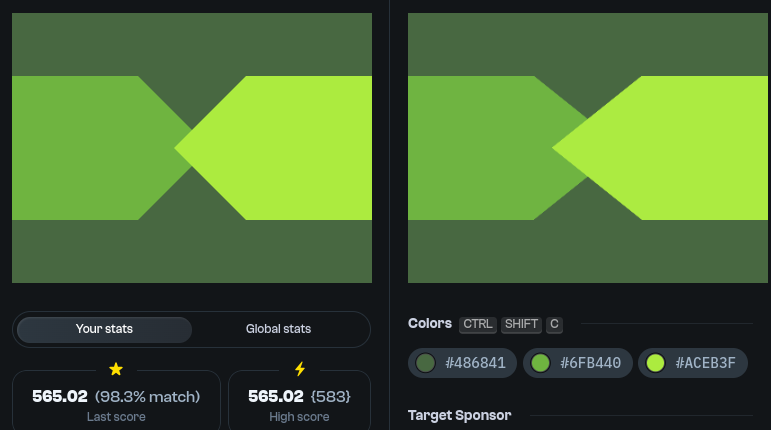 Your stats
Global stats
565.02 (98.3% match)
Last score
565.02 {583}
High score
Colors CTRL SHIFT C
#486841
#6FB440
#ACEB3F
Target Sponsor